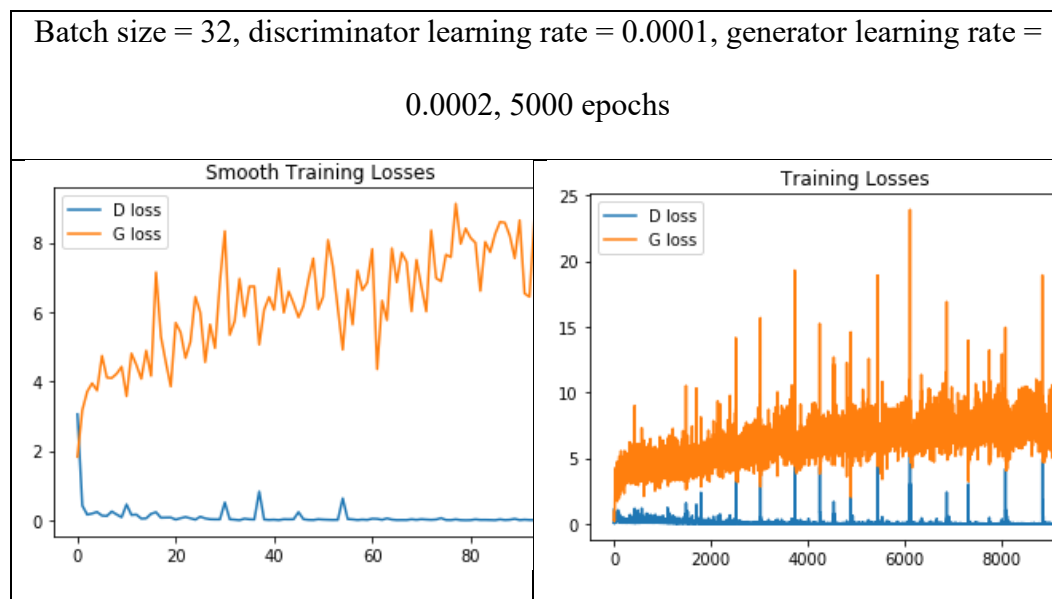 Batch size = 32, discriminator learning rate = 0.0001, generator learning rate =
0.0002, 5000 epochs
Smooth Training Losses
D loss
G loss
8
6
4
2
0
0 20 40 60 80
Training Losses
D loss
G loss
25
20
15
10
5
0
0 2000 4000 6000 8000